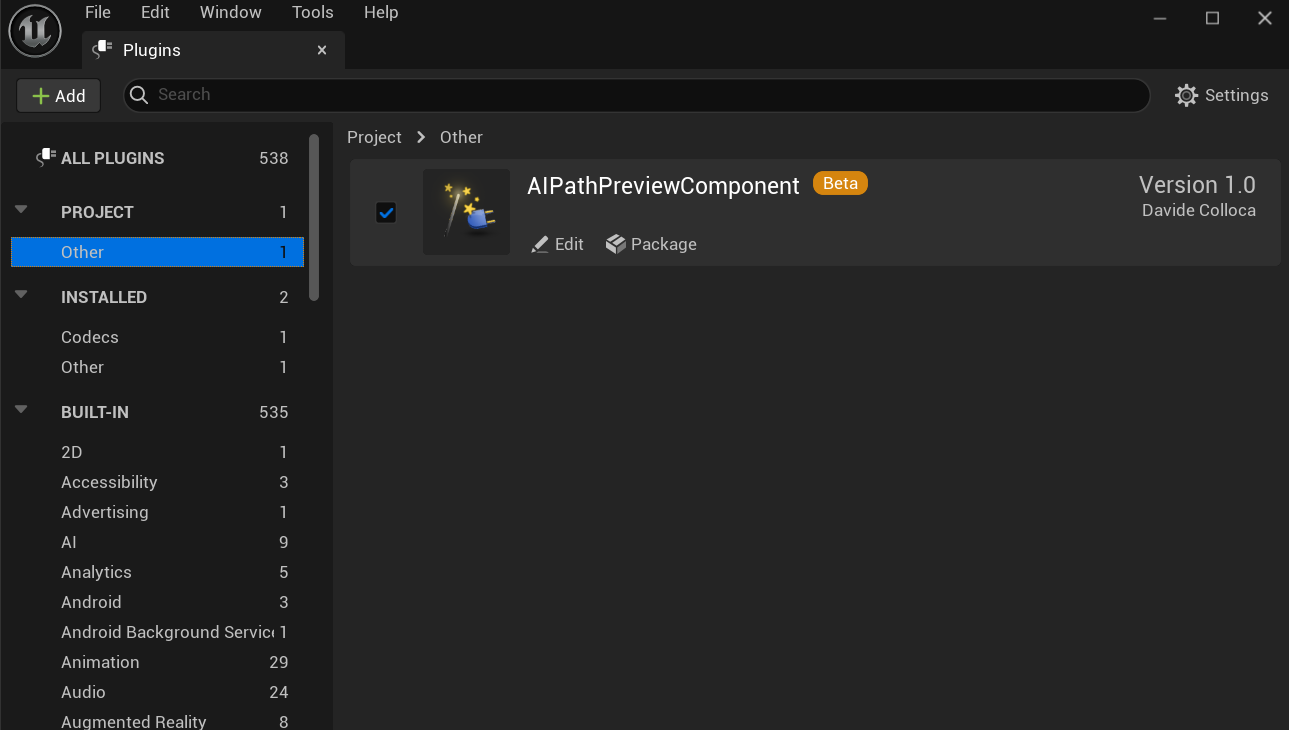 File Edit Window Tools Help
Plugins
Add
Search
Settings
ALL PLUGINS 538
PROJECT 1
Other 1
INSTALLED 2
Codecs 1
Other 1
BUILT-IN 535
2D 1
Accessibility 3
Advertising 1
AI 9
Analytics 5
Android 3
Android Background Servic 1
Animation 29
Audio 24
Augmented Reality 8
Project > Other
AIPathPreviewComponent Beta
Version 1.0
Davide Colloca
Edit Package